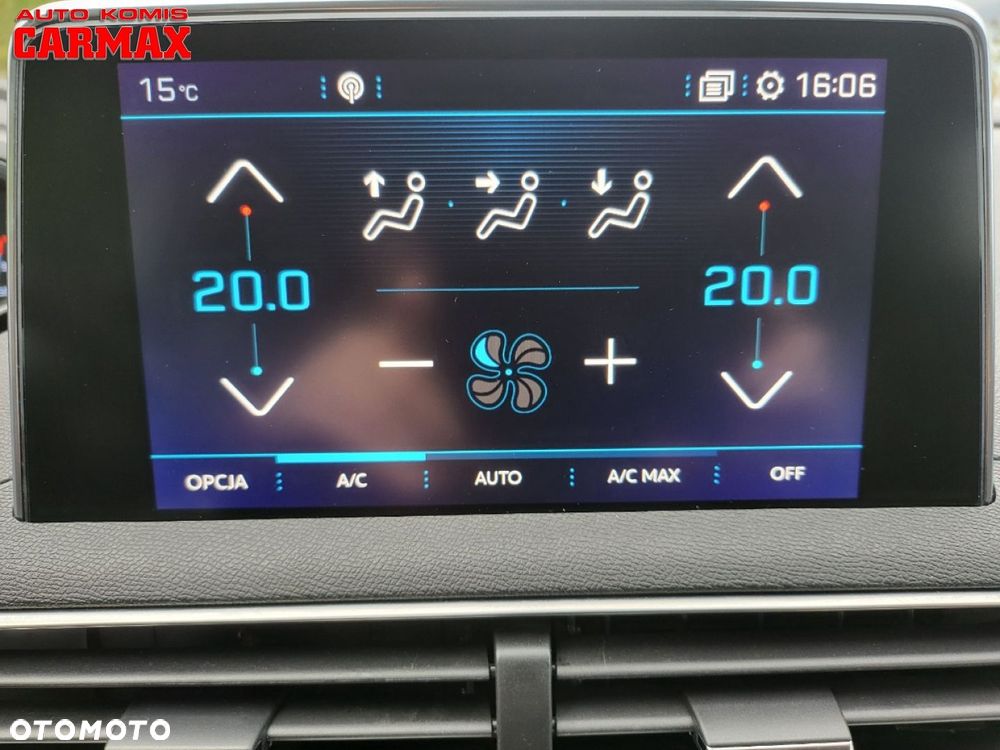 AUTO KOMIS
CARMAX
15°C
16:06
20.0
20.0
OPCJA
A/C
AUTO
A/C MAX
OFF
OTOMOTO